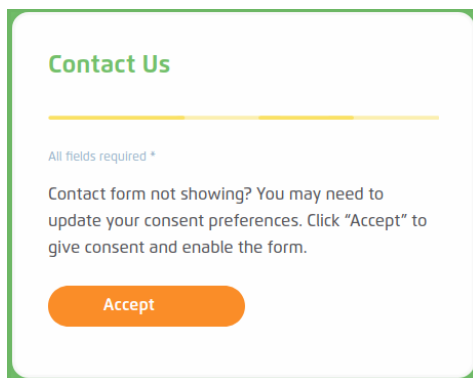 Contact Us
All fields required *
Contact form not showing? You may need to
update your consent preferences. Click “Accept” to
give consent and enable the form.
Accept